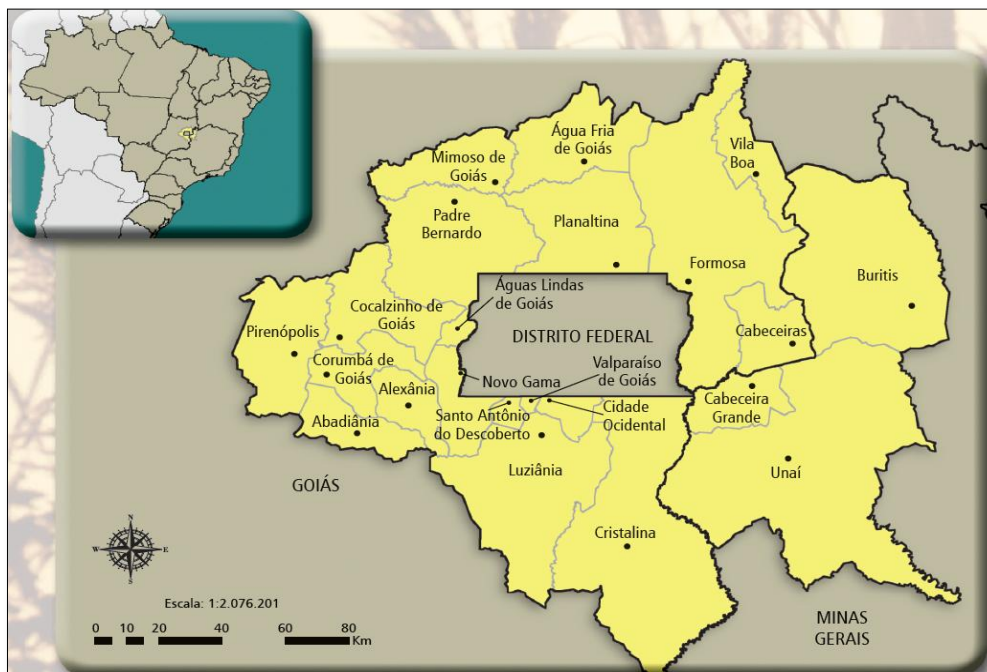 Água Fria
de Goiás
Vila
Boa
Mimoso de
Goiás
Padre
Bernardo
Planaltina
Formosa
Buritis
Águas Lindas
de Goiás
Cocalzinho de
Goiás
Pirenópolis
DISTRITO FEDERAL
Cabeceiras
Corumbá de
Goiás
Novo Gama
Valparaíso
de Goiás
Alexânia
Cabeceira
Grande
Abadiânia
Santo Antônio
do Descoberto
Cidade
Ocidental
Luziânia
Unaí
GOIÁS
Cristalina
N
W
E
S
Escala: 1:2.076.201
0 10 20 40 60 80
Km
MINAS
GERAIS